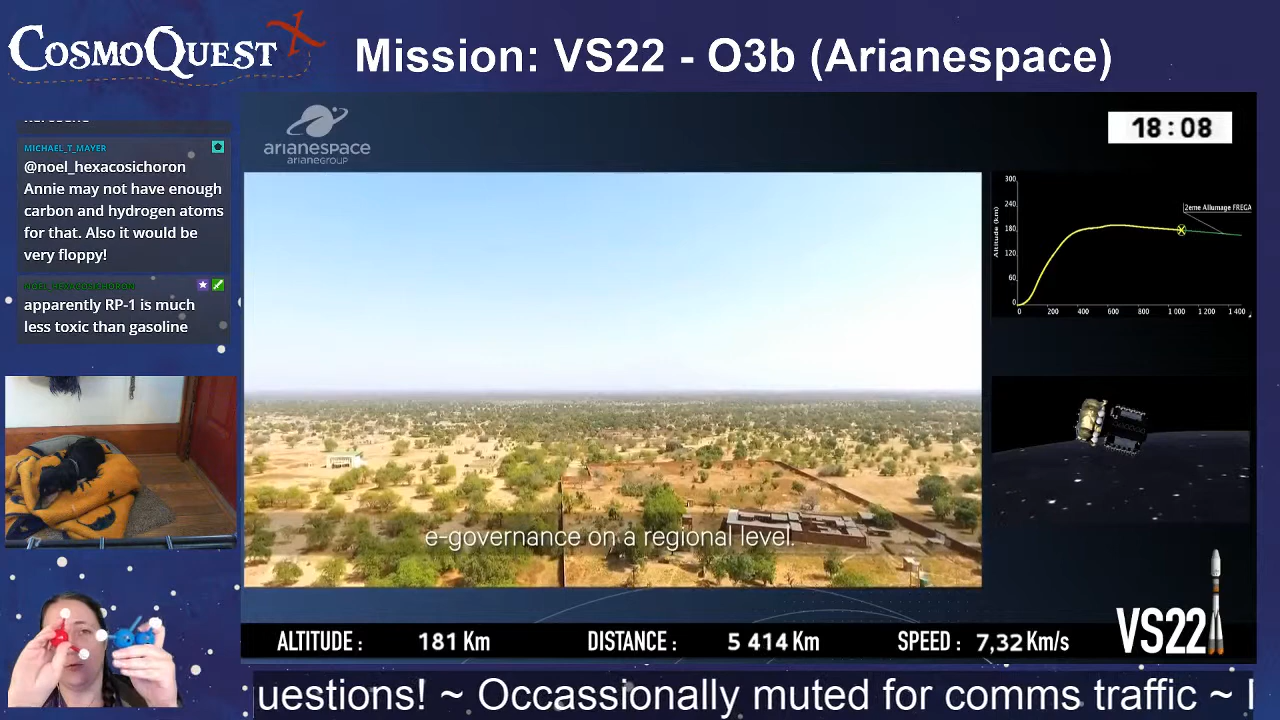 CosmoQuest X
Mission: VS22 - O3b (Arianespace)
arianespace
arianeGROUP
18:08
MICHAEL_T_MAYER
@noel_hexacosichoron
Annie may not have enough
carbon and hydrogen atoms
for that. Also it would be
very floppy!
NOEL_HEXACOSICHORON
apparently RP-1 is much
less toxic than gasoline
Altitude (km)
300
240
180
120
60
0
2eme Allumage FREGA
0 200 400 600 800 1 000 1 200 1 400
e-governance on a regional level.
VS22
ALTITUDE : 181 Km DISTANCE : 5 414 Km SPEED : 7,32 Km/s
uestions! ~ Occassionally muted for comms traffic ~